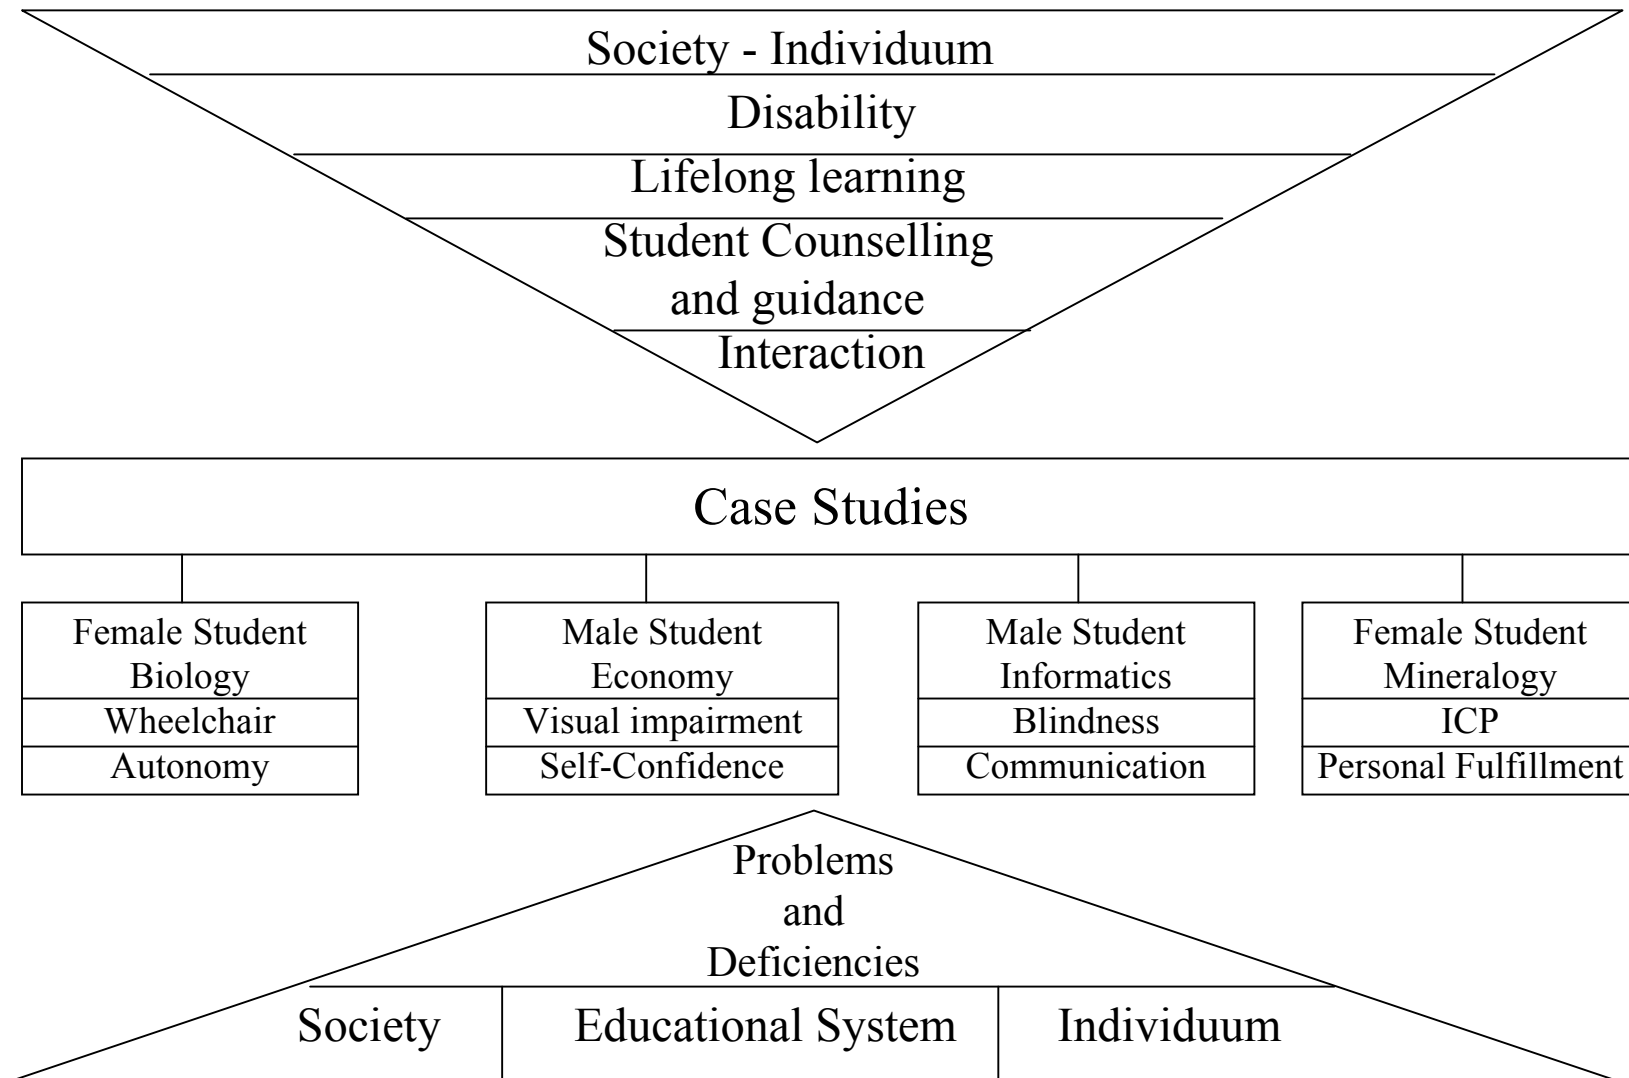 Society - Individuum
Disability
Lifelong learning
Student Counselling
and guidance
Interaction
Case Studies
Female Student
Biology
Wheelchair
Autonomy
Male Student
Economy
Visual impairment
Self-Confidence
Male Student
Informatics
Blindness
Communication
Female Student
Mineralogy
ICP
Personal Fulfillment
Problems
and
Deficiencies
Society
Educational System
Individuum